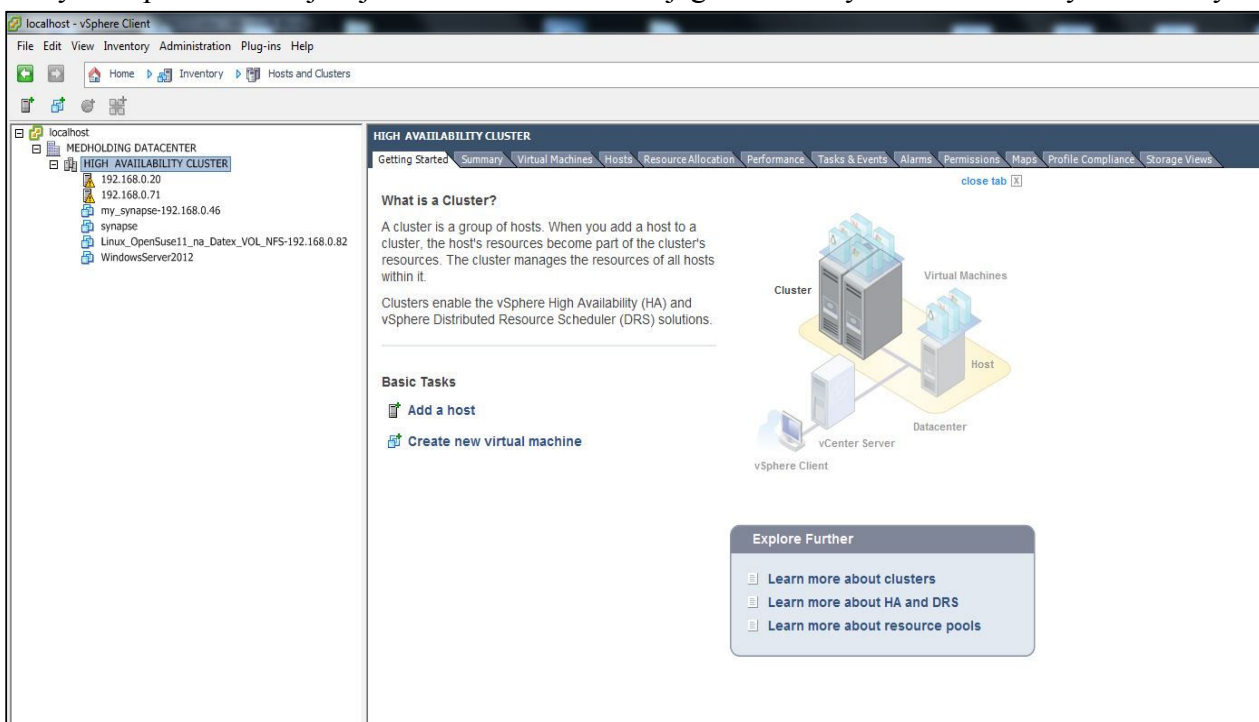 localhost - vSphere Client
File Edit View Inventory Administration Plug-ins Help
Home Inventory Hosts and Clusters
localhost
MEDHOLDING DATACENTER
HIGH AVAIILABILITY CLUSTER
192.168.0.20
192.168.0.71
my_synapse-192.168.0.46
synapse
Linux_OpenSuse11_na_Datex_VOL_NFS-192.168.0.82
WindowsServer2012
HIGH AVAIILABILITY CLUSTER
Getting Started Summary Virtual Machines Hosts Resource Allocation Performance Tasks & Events Alarms Permissions Maps Profile Compliance Storage Views
close tab X
What is a Cluster?
A cluster is a group of hosts. When you add a host to a
cluster, the host's resources become part of the cluster's
resources. The cluster manages the resources of all hosts
within it.
Clusters enable the vSphere High Availability (HA) and
vSphere Distributed Resource Scheduler (DRS) solutions.
Basic Tasks
Add a host
Create new virtual machine
Cluster
Virtual Machines
Host
Datacenter
vCenter Server
vSphere Client
Explore Further
Learn more about clusters
Learn more about HA and DRS
Learn more about resource pools